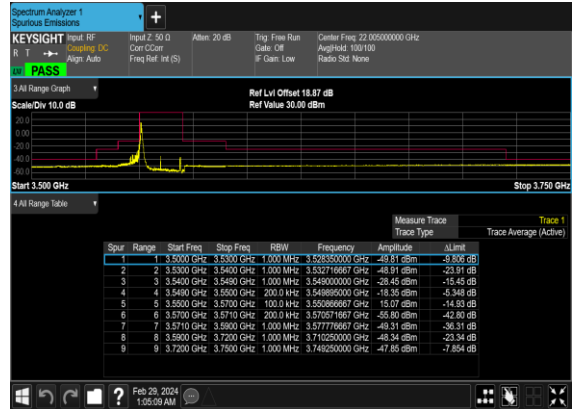 Spectrum Analyzer 1
Spurious Emissions
KEYSIGHT Input: RF Input Z: 50 Ω Atten: 20 dB Trig: Free Run Center Freq: 22.005000000 GHz
R T Coupling: DC Corr CCorr Gate: Off Avg|Hold: 100/100
Align: Auto Freq Ref: Int (S) IF Gain: Low Radio Std: None
PASS
3 All Range Graph
Ref Lvl Offset 18.87 dB
Scale/Div 10.0 dB Ref Value 30.00 dBm
20.0
0.00
-20.0
-40.0
-60.0
Start 3.500 GHz Stop 3.750 GHz
4 All Range Table
Measure Trace Trace 1
Trace Type Trace Average (Active)
Spur Range Start Freq Stop Freq RBW Frequency Amplitude ΔLimit
1 1 3.5000 GHz 3.5300 GHz 1.000 MHz 3.528350000 GHz -49.81 dBm -9.806 dB
2 2 3.5300 GHz 3.5400 GHz 1.000 MHz 3.532716667 GHz -48.91 dBm -23.91 dB
3 3 3.5400 GHz 3.5490 GHz 1.000 MHz 3.549000000 GHz -28.45 dBm -15.45 dB
4 4 3.5490 GHz 3.5500 GHz 200.0 kHz 3.549895000 GHz -18.35 dBm -5.348 dB
5 5 3.5500 GHz 3.5700 GHz 100.0 kHz 3.550866667 GHz 15.07 dBm -14.93 dB
6 6 3.5700 GHz 3.5710 GHz 200.0 kHz 3.570571667 GHz -55.80 dBm -42.80 dB
7 7 3.5710 GHz 3.5900 GHz 1.000 MHz 3.577776667 GHz -49.31 dBm -36.31 dB
8 8 3.5900 GHz 3.7200 GHz 1.000 MHz 3.710250000 GHz -48.34 dBm -23.34 dB
9 9 3.7200 GHz 3.7500 GHz 1.000 MHz 3.749250000 GHz -47.85 dBm -7.854 dB
Feb 29, 2024
1:05:09 AM